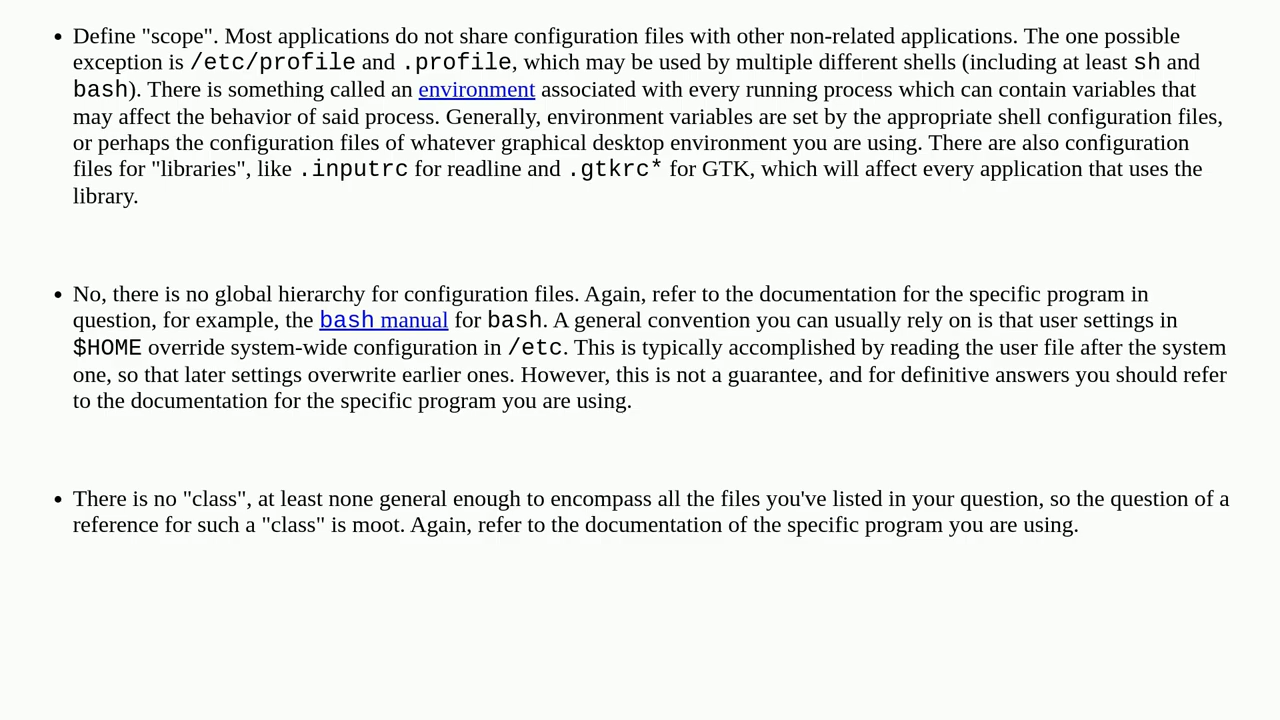 • Define "scope". Most applications do not share configuration files with other non-related applications. The one possible
exception is /etc/profile and .profile, which may be used by multiple different shells (including at least sh and
bash). There is something called an environment associated with every running process which can contain variables that
may affect the behavior of said process. Generally, environment variables are set by the appropriate shell configuration files,
or perhaps the configuration files of whatever graphical desktop environment you are using. There are also configuration
files for "libraries", like .inputrc for readline and .gtkrc* for GTK, which will affect every application that uses the
library.
• No, there is no global hierarchy for configuration files. Again, refer to the documentation for the specific program in
question, for example, the bash manual for bash. A general convention you can usually rely on is that user settings in
$HOME override system-wide configuration in /etc. This is typically accomplished by reading the user file after the system
one, so that later settings overwrite earlier ones. However, this is not a guarantee, and for definitive answers you should refer
to the documentation for the specific program you are using.
• There is no "class", at least none general enough to encompass all the files you've listed in your question, so the question of a
reference for such a "class" is moot. Again, refer to the documentation of the specific program you are using.